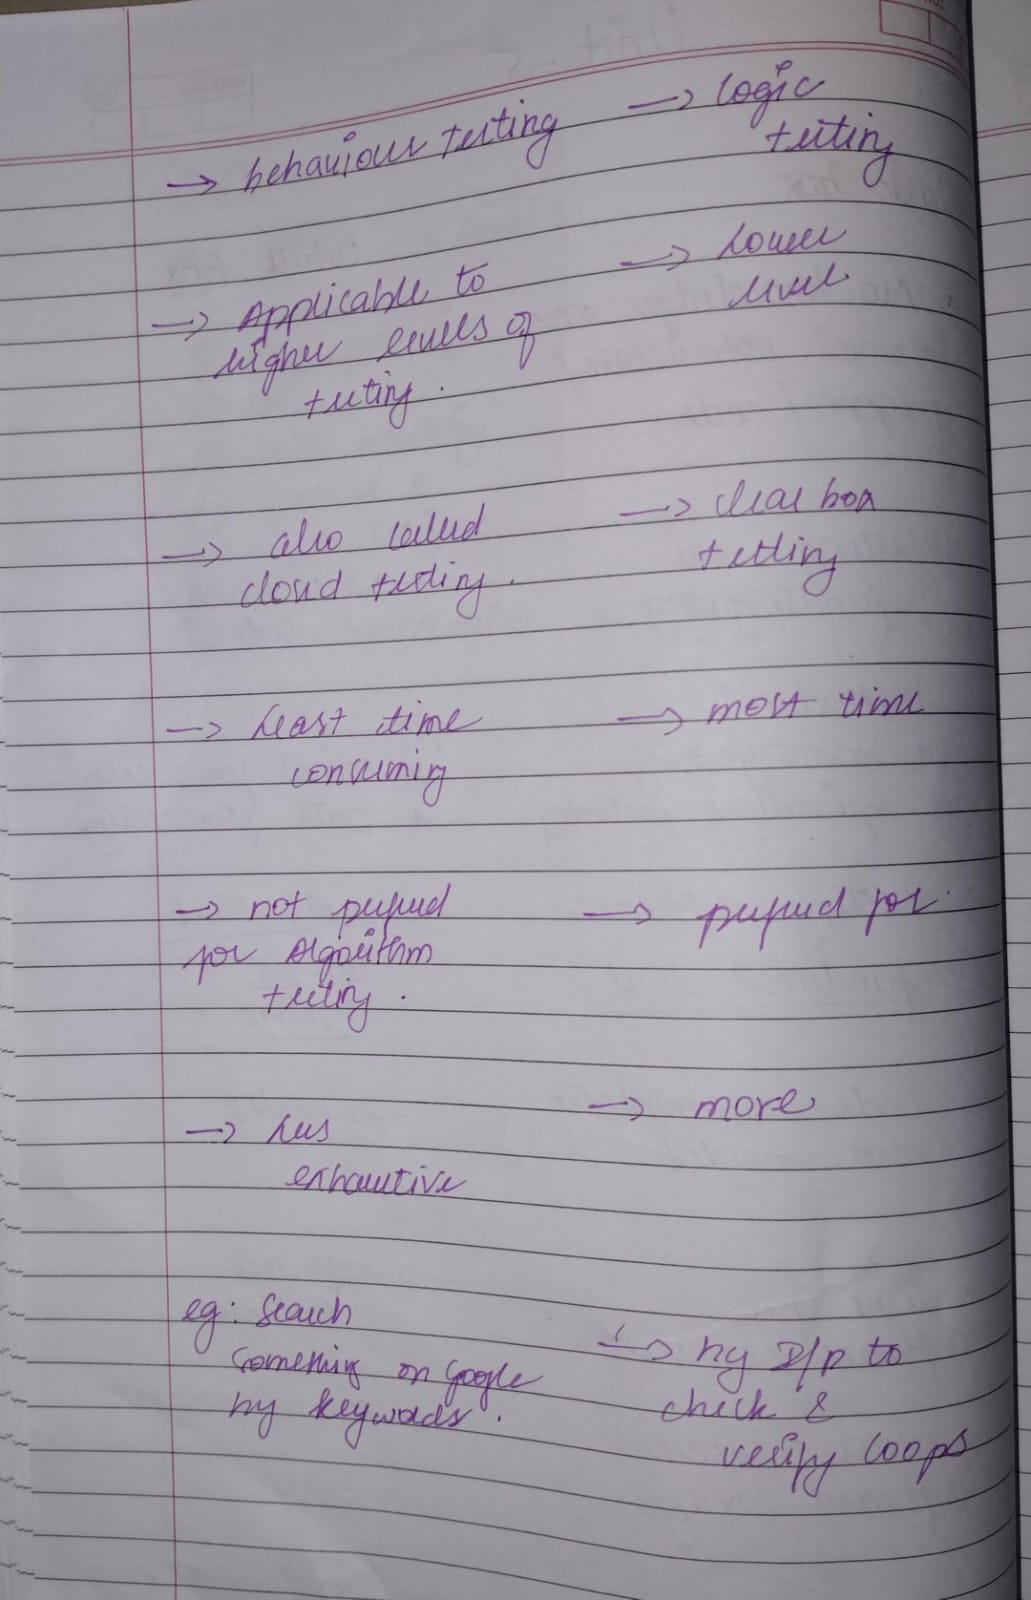 → behaviour testing
→ logic
testing
→ Applicable to
higher levels of
testing.
→ Lower
level
→ also called
cloud testing.
→ clear box
testing
→ least time
consuming
→ most time
→ not prefered
for algorithm
testing.
→ prefered for
→ less
exhaustive
→ more
eg: Search
something on google
by keywords.
→ by I/p to
check &
verify loops